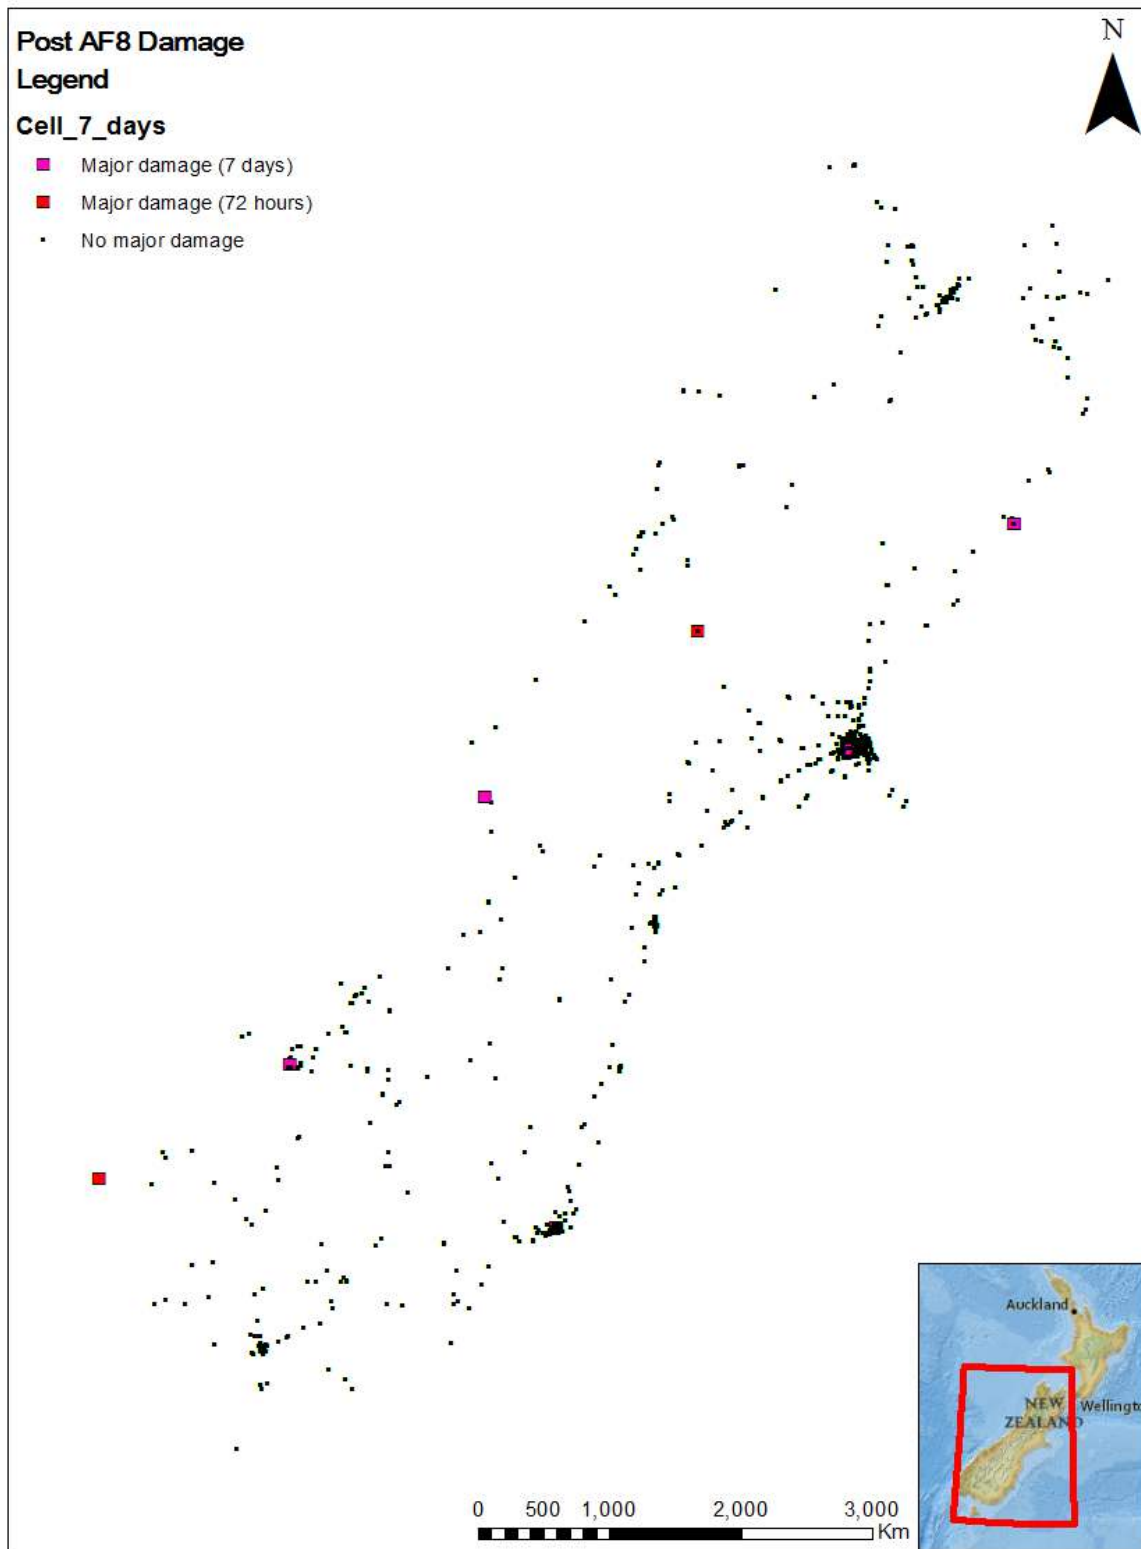 Post AF8 Damage
Legend
Cell_7_days
Major damage (7 days)
Major damage (72 hours)
No major damage
N
Auckland
NEW
ZEALAND
Wellingto
0 500 1,000 2,000 3,000
Km